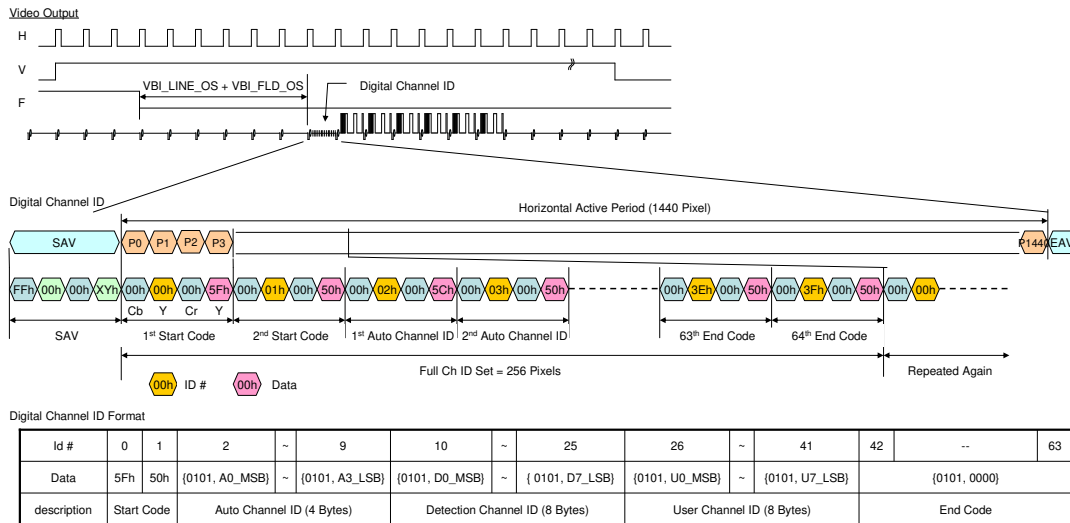 Video Output
H
V
VBI_LINE_OS + VBI_FLD_OS
Digital Channel ID
F
Digital Channel ID
Horizontal Active Period (1440 Pixel)
SAV P0 P1 P2 P3 P144 EAV
FFh 00h 00h XYh 00h 00h 00h 5Fh 00h 01h 00h 50h 00h 02h 00h 5Ch 00h 03h 00h 50h 00h 3Eh 00h 50h 00h 3Fh 00h 50h 00h 00h
Cb Y Cr Y
SAV 1st Start Code 2nd Start Code 1st Auto Channel ID 2nd Auto Channel ID 63th End Code 64th End Code
Full Ch ID Set = 256 Pixels Repeated Again
00h ID # 00h Data
Digital Channel ID Format
Id # 0 1 2 ~ 9 10 ~ 25 26 ~ 41 42 -- 63
Data 5Fh 50h {0101, A0_MSB} ~ {0101, A3_LSB} {0101, D0_MSB} ~ { 0101, D7_LSB} {0101, U0_MSB} ~ {0101, U7_LSB} {0101, 0000}
description Start Code Auto Channel ID (4 Bytes) Detection Channel ID (8 Bytes) User Channel ID (8 Bytes) End Code